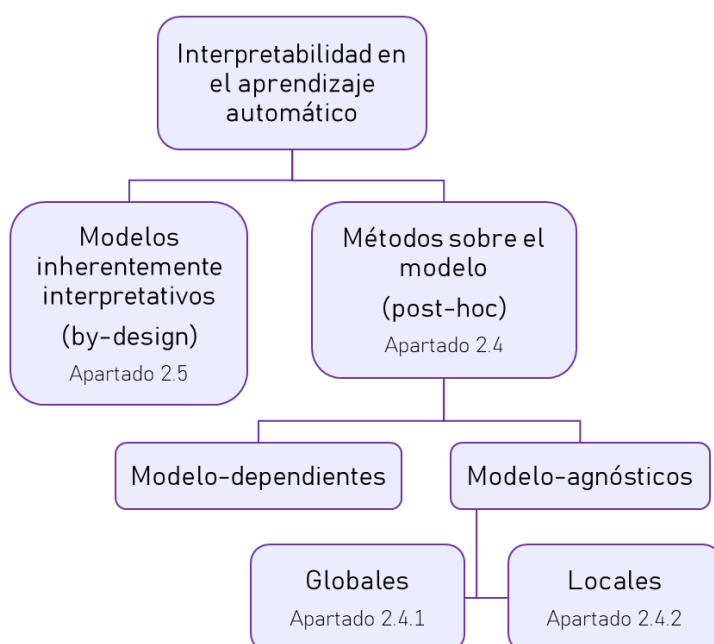 Interpretabilidad en
el aprendizaje
automático
Modelos
inherentemente
interpretativos
(by-design)
Apartado 2.5
Métodos sobre el
modelo
(post-hoc)
Apartado 2.4
Modelo-dependientes
Modelo-agnósticos
Globales
Apartado 2.4.1
Locales
Apartado 2.4.2